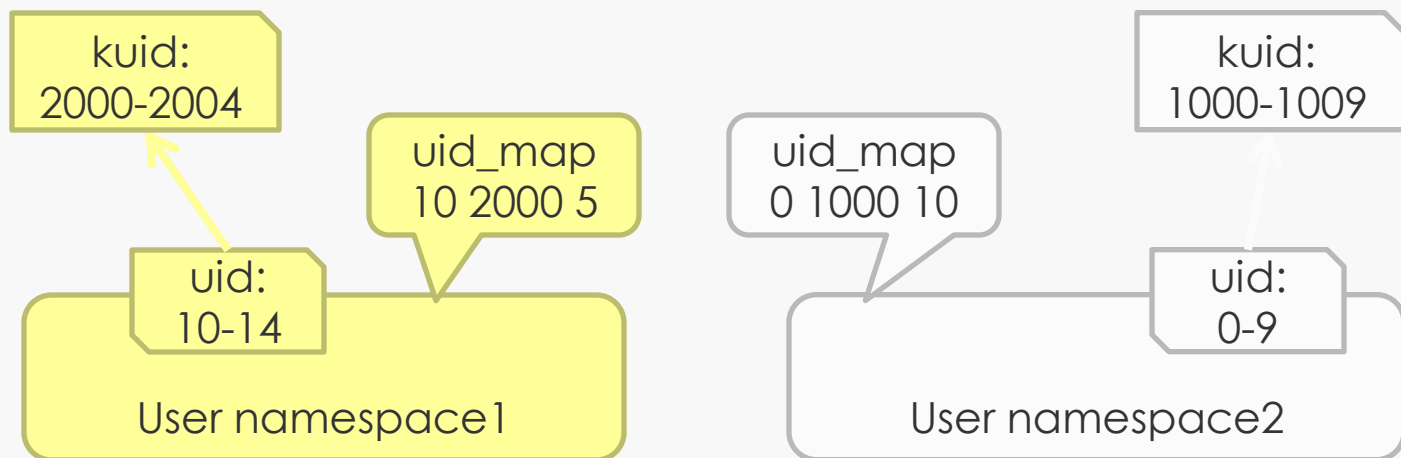 kuid:
2000-2004
uid_map
10 2000 5
uid:
10-14
User namespace1
kuid:
1000-1009
uid_map
0 1000 10
uid:
0-9
User namespace2